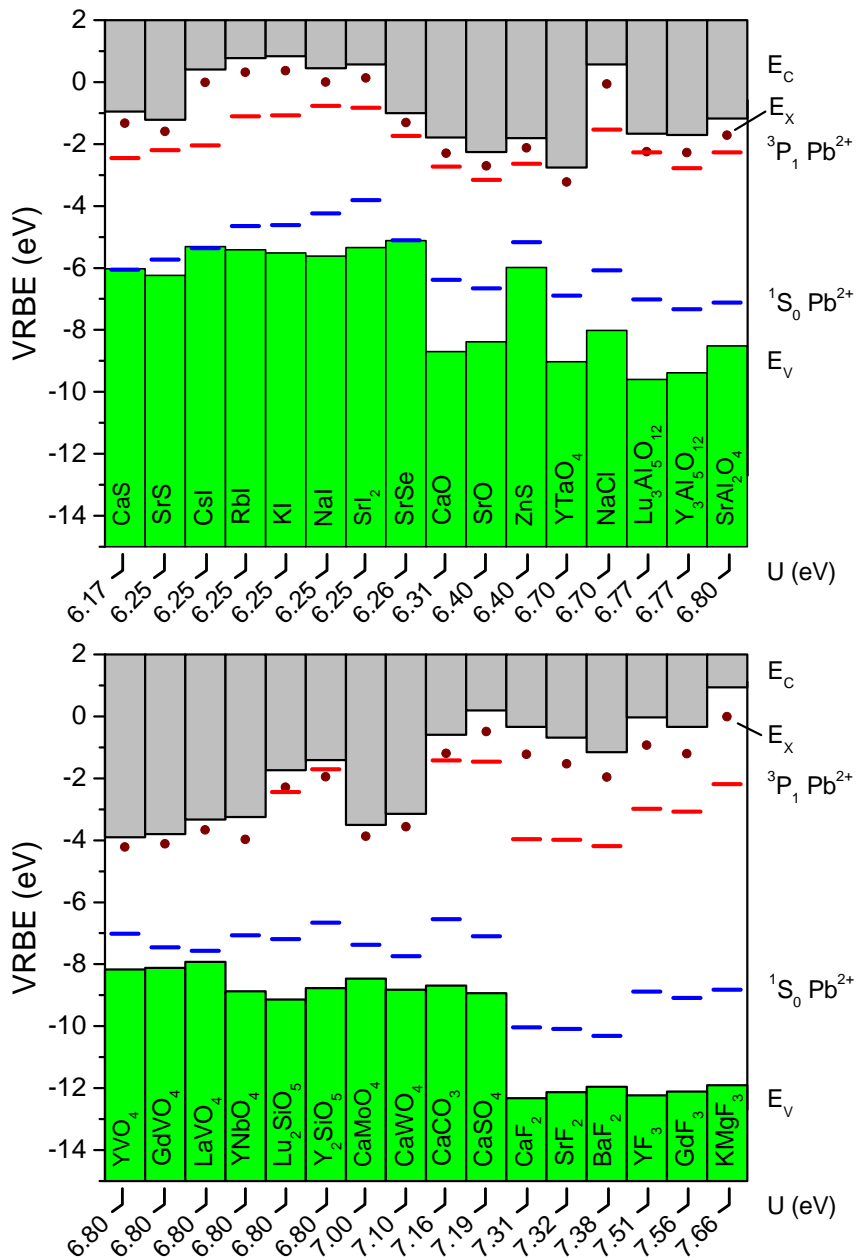 2
0
-2
-4
-6
-8
-10
-12
-14
VRBE (eV)
E_C
E_X
³P₁ Pb²⁺
¹S₀ Pb²⁺
E_V
CaS
SrS
CsI
RbI
KI
NaI
SrI₂
SrSe
CaO
SrO
ZnS
YTaO₄
NaCl
Lu₃Al₅O₁₂
Y₃Al₅O₁₂
SrAl₂O₄
6.17
6.25
6.25
6.25
6.25
6.25
6.25
6.26
6.31
6.40
6.40
6.70
6.70
6.77
6.77
6.80
U (eV)
2
0
-2
-4
-6
-8
-10
-12
-14
VRBE (eV)
E_C
E_X
³P₁ Pb²⁺
¹S₀ Pb²⁺
E_V
YVO₄
GdVO₄
LaVO₄
YNbO₄
Lu₂SiO₅
Y₂SiO₅
CaMoO₄
CaWO₄
CaCO₃
CaSO₄
CaF₂
SrF₂
BaF₂
YF₃
GdF₃
KMgF₃
6.80
6.80
6.80
6.80
6.80
6.80
7.00
7.10
7.16
7.19
7.31
7.32
7.38
7.51
7.56
7.66
U (eV)